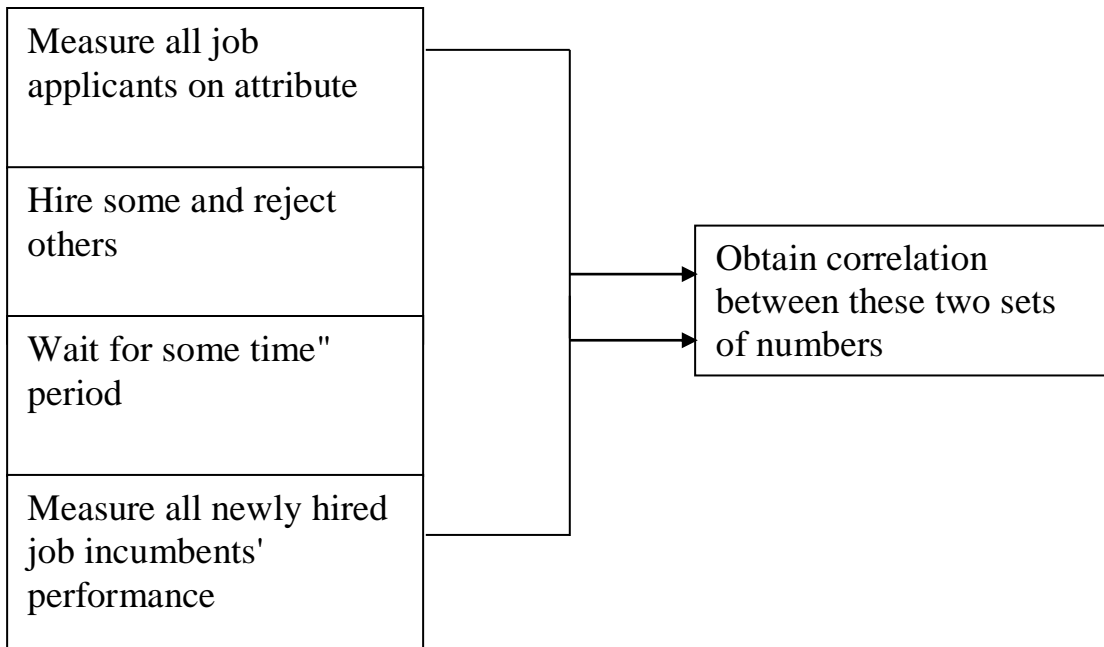 Measure all job
applicants on attribute
Hire some and reject
others
Wait for some time" 
period
Measure all newly hired
job incumbents'
performance
Obtain correlation
between these two sets
of numbers